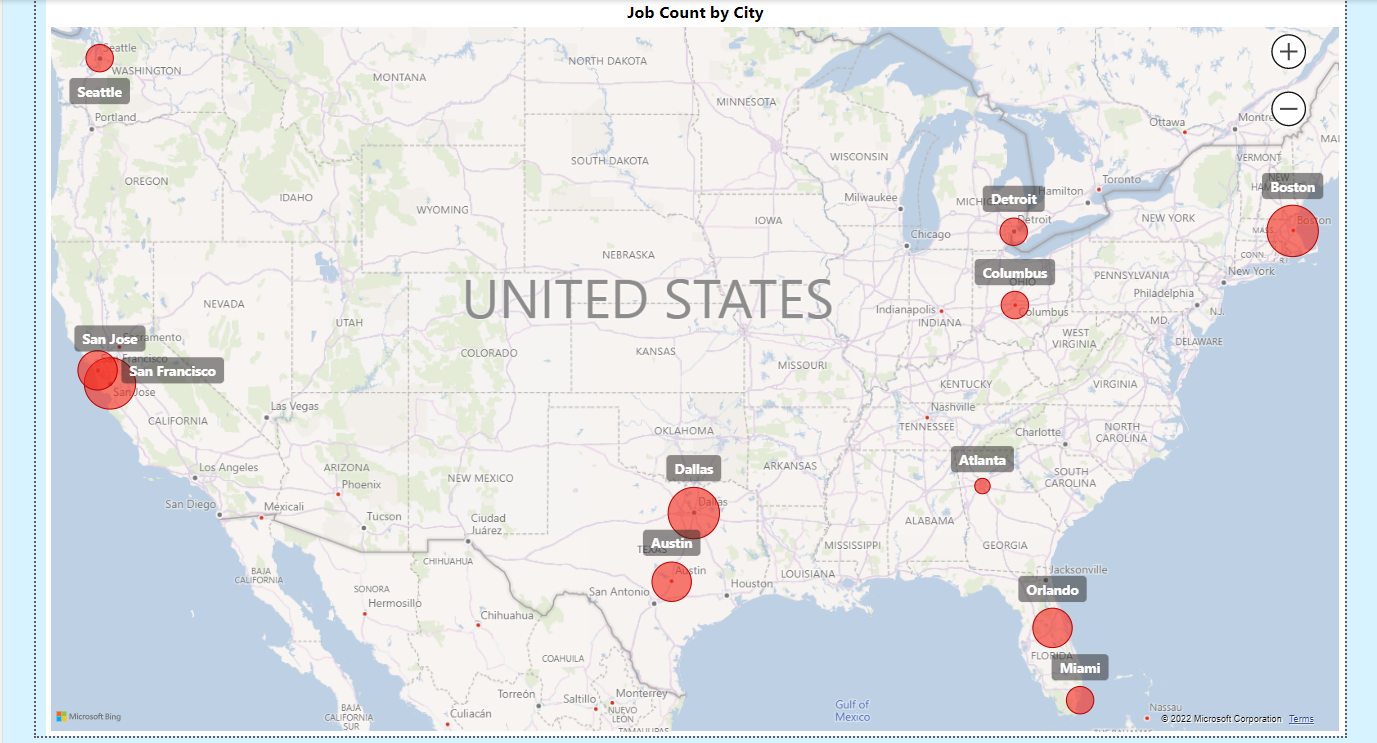 Job Count by City
Seattle
WASHINGTON
Seattle
Portland
MONTANA
NORTH DAKOTA
MINNESOTA
Ottawa
OREGON
IDAHO
SOUTH DAKOTA
WISCONSIN
VERMONT
Toronto
Hamilton
Boston
WYOMING
Milwaukee
Detroit
Detroit
IOWA
NEW YORK
Boston
MASS.
Chicago
NEBRASKA
CONN.
R.I.
New York
Columbus
OHIO
PENNSYLVANIA
UNITED STATES
NEVADA
UTAH
Indianapolis
INDIANA
Columbus
Philadelphia
N.J.
MD.
San Jose
Sacramento
Francisco
San Francisco
San Jose
COLORADO
KANSAS
MISSOURI
WEST
VIRGINIA
DELAWARE
KENTUCKY
VIRGINIA
CALIFORNIA
Las Vegas
Nashville
TENNESSEE
OKLAHOMA
Charlotte
NORTH
CAROLINA
Los Angeles
ARIZONA
Phoenix
NEW MEXICO
Dallas
Dallas
ARKANSAS
Atlanta
SOUTH
CAROLINA
San Diego
Mexicali
Tucson
Ciudad
Juárez
ALABAMA
MISSISSIPPI
GEORGIA
TEXAS
Austin
Austin
CHIHUAHUA
BAJA
CALIFORNIA
SONORA
Hermosillo
San Antonio
Houston
LOUISIANA
Jacksonville
Orlando
Chihuahua
FLORIDA
Miami
COAHUILA
Torreón
Saltillo
Monterrey
NUEVO
LEON
TAMAULIPAS
BAJA
CALIFORNIA
SUR
Culiacán
Gulf of
Mexico
Nassau
Microsoft Bing
© 2022 Microsoft Corporation Terms